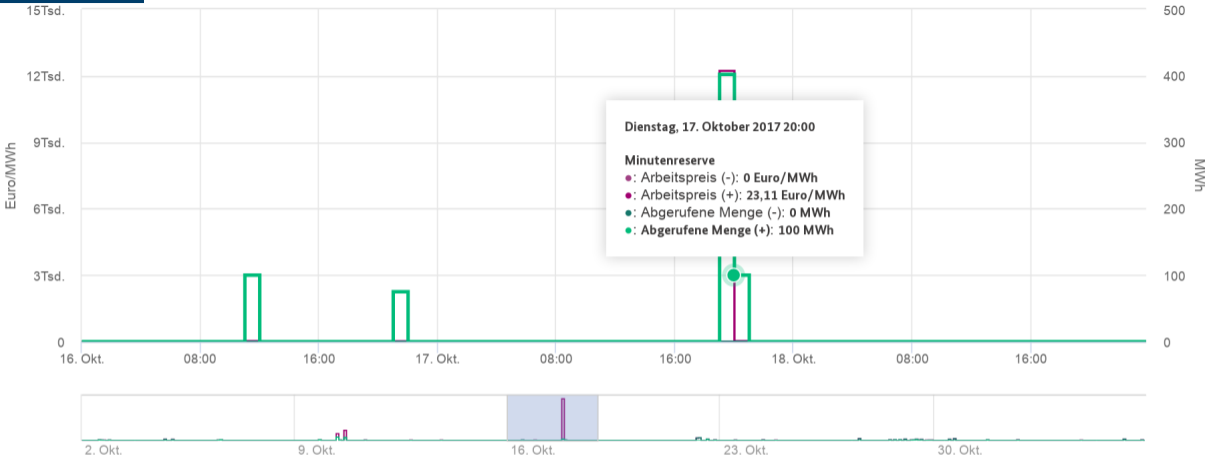 15Tsd.
500
12Tsd.
400
9Tsd.
300
6Tsd.
200
3Tsd.
100
0
0
Euro/MWh
MWh
Dienstag, 17. Oktober 2017 20:00
Minutenreserve
●: Arbeitspreis (-): 0 Euro/MWh
●: Arbeitspreis (+): 23,11 Euro/MWh
●: Abgerufene Menge (-): 0 MWh
●: Abgerufene Menge (+): 100 MWh
16. Okt.
08:00
16:00
17. Okt.
08:00
16:00
18. Okt.
08:00
16:00
2. Okt.
9. Okt.
16. Okt.
23. Okt.
30. Okt.